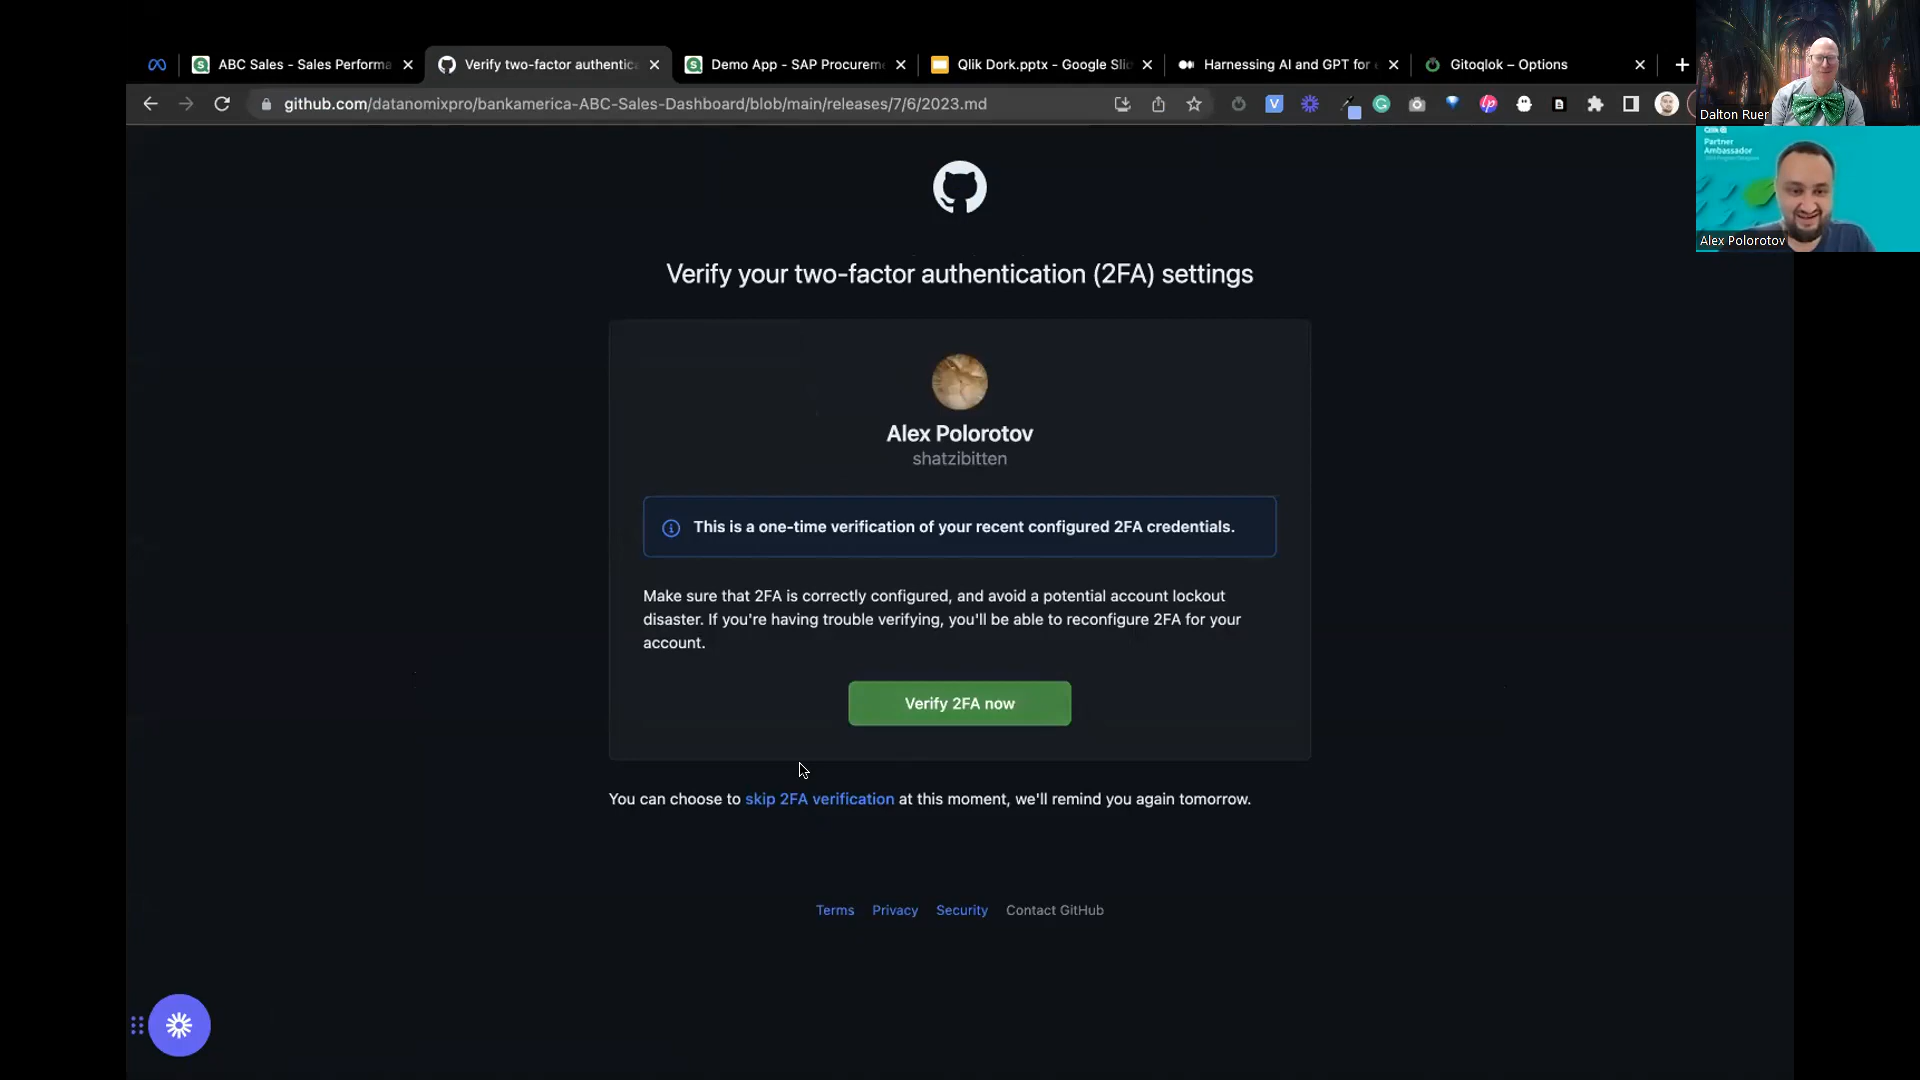 ABC Sales - Sales Performa
Verify two-factor authentic
Demo App - SAP Procurem
Qlik Dork.pptx - Google Sli
Harnessing AI and GPT for
Gitoqlok – Options
github.com/datanomixpro/bankamerica-ABC-Sales-Dashboard/blob/main/releases/7/6/2023.md
Dalton Ruer
Qlik
Partner
Ambassador
Alex Polorotov
Verify your two-factor authentication (2FA) settings
Alex Polorotov
shatzibitten
This is a one-time verification of your recent configured 2FA credentials.
Make sure that 2FA is correctly configured, and avoid a potential account lockout
disaster. If you're having trouble verifying, you'll be able to reconfigure 2FA for your
account.
Verify 2FA now
You can choose to skip 2FA verification at this moment, we'll remind you again tomorrow.
Terms Privacy Security Contact GitHub